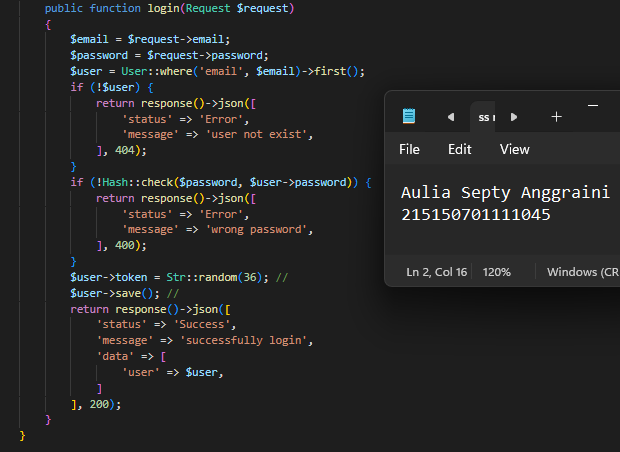 public function login(Request $request)
{
$email = $request->email;
$password = $request->password;
$user = User::where('email', $email)->first();
if (!$user) {
return response()->json([
'status' => 'Error',
'message' => 'user not exist',
], 404);
}
if (!Hash::check($password, $user->password)) {
return response()->json([
'status' => 'Error',
'message' => 'wrong password',
], 400);
}
$user->token = Str::random(36); //
$user->save(); //
return response()->json([
'status' => 'Success',
'message' => 'successfully login',
'data' => [
'user' => $user,
]
], 200);
}
}
ss
File Edit View
Aulia Septy Anggraini
215150701111045
Ln 2, Col 16 120% Windows (CR